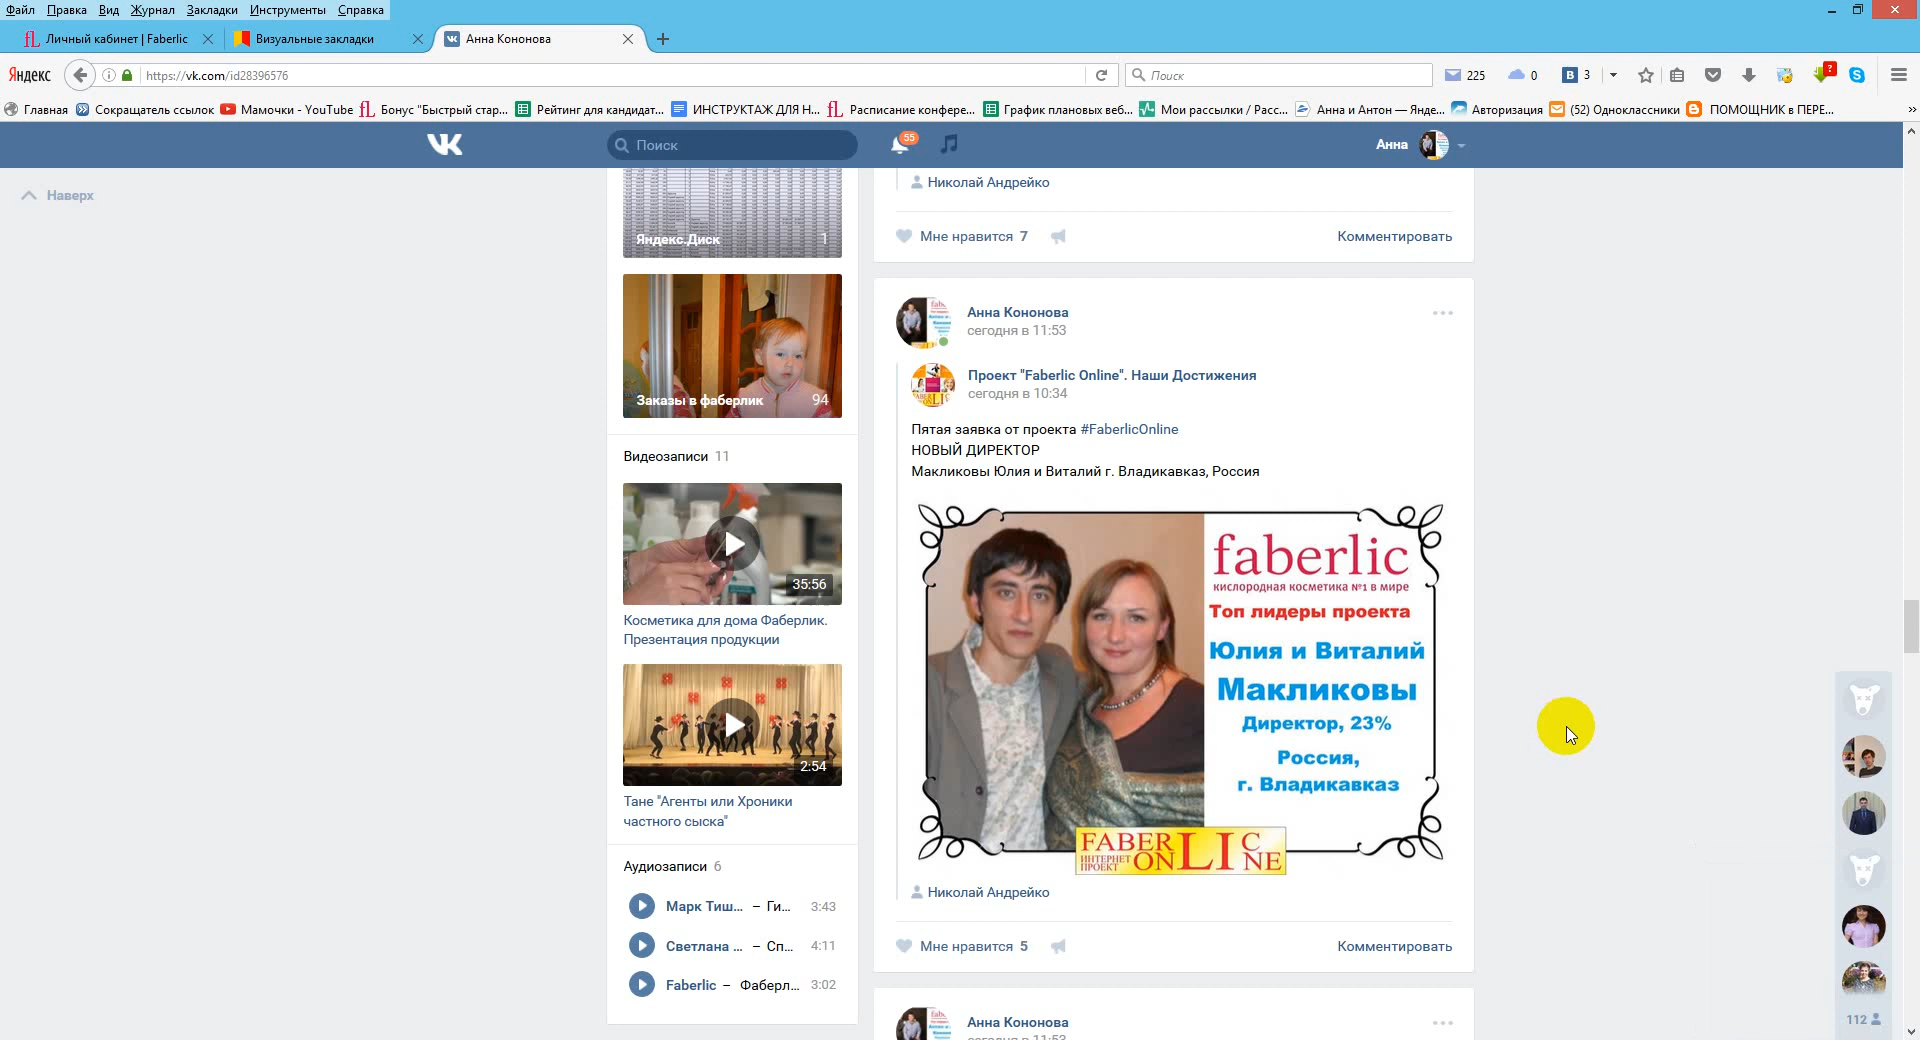 Файл Правка Вид Журнал Закладки Инструменты Справка
Личный кабинет | Faberlic
Визуальные закладки
Анна Кононова
Яндекс
https://vk.com/id28396576
Поиск
225
0
B 3
?
Главная
Сокращатель ссылок
Мамочки - YouTube
Бонус "Быстрый стар...
Рейтинг для кандидат...
ИНСТРУКТАЖ ДЛЯ Н...
Расписание конфере...
График плановых веб...
Мои рассылки / Расс...
Анна и Антон — Янде...
Авторизация
(52) Одноклассники
ПОМОЩНИК в ПЕРЕ...
Поиск
55
Анна
Наверх
Яндекс.Диск 1
Заказы в фаберлик 94
Видеозаписи 11
35:56
Косметика для дома Фаберлик.
Презентация продукции
2:54
Тане "Агенты или Хроники
частного сыска"
Аудиозаписи 6
Марк Тиш... – Ги... 3:43
Светлана ... – Сп... 4:11
Faberlic – Фаберл... 3:02
Николай Андрейко
Мне нравится 7
Комментировать
Анна Кононова
сегодня в 11:53
Проект "Faberlic Online". Наши Достижения
сегодня в 10:34
Пятая заявка от проекта #FaberlicOnline
НОВЫЙ ДИРЕКТОР
Макликовы Юлия и Виталий г. Владикавказ, Россия
faberlic
кислородная косметика №1 в мире
Топ лидеры проекта
Юлия и Виталий
Макликовы
Директор, 23%
Россия,
г. Владикавказ
FABERLIC
ИНТЕРНЕТ
ПРОЕКТ
ONLINE
Николай Андрейко
Мне нравится 5
Комментировать
Анна Кононова
сегодня в 11:53
112